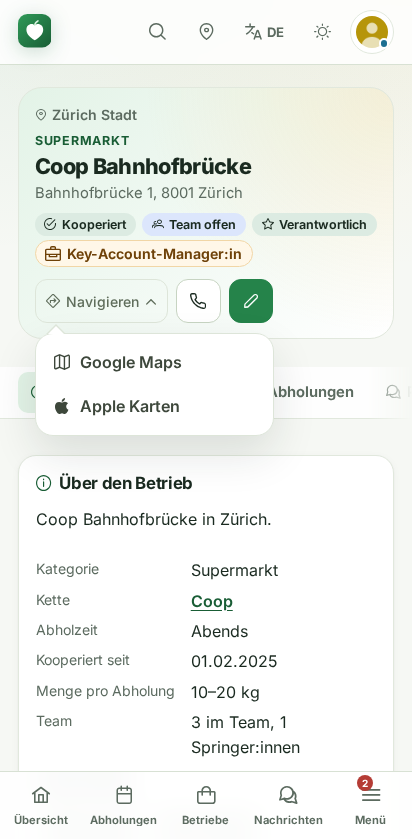 DE
Zürich Stadt
SUPERMARKT
Coop Bahnhofbrücke
Bahnhofbrücke 1, 8001 Zürich
Kooperiert
Team offen
Verantwortlich
Key-Account-Manager:in
Navigieren
Google Maps
Apple Karten
Abholungen
Über den Betrieb
Coop Bahnhofbrücke in Zürich.
Kategorie Supermarkt
Kette Coop
Abholzeit Abends
Kooperiert seit 01.02.2025
Menge pro Abholung 10–20 kg
Team 3 im Team, 1
Springer:innen
2
Übersicht Abholungen Betriebe Nachrichten Menü